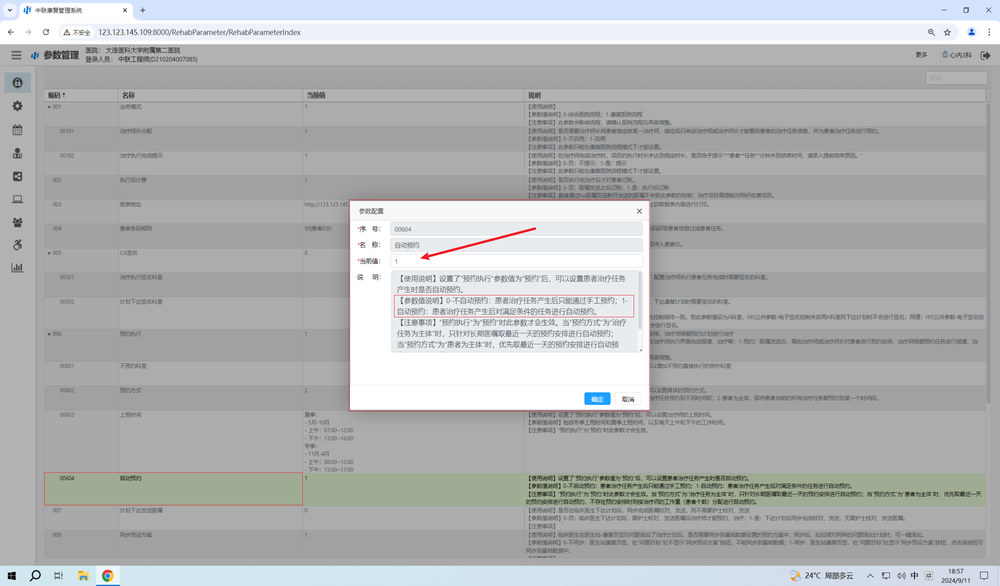 中联康复管理系统
不安全
123.123.145.109:8000/RehabParameter/RehabParameterIndex
参数管理
医院： 大连医科大学附属第二医院
登录人员： 中联工程师(D210204007085)
更多
心内3科
搜索
编码↑ 名称 当前值 说明
001 业务模式 1
【使用说明】
【参数值说明】0-综合医院流程；1-康复医院流程
【注意事项】此参数会影响流程，请确认医院流程后再做调整。
00101 治疗师长分配 1
【使用说明】是否需要治疗师长将患者指定给某一治疗师，指定后只有该治疗师或治疗师长才能看到患者的治疗任务信息，并为患者治疗任务进行预约。
【参数值说明】0-不启用；1-启用
【注意事项】此参数只能在康复医院流程模式下才能设置。
00102 治疗执行完成提示 1
【使用说明】在治疗师完成治疗时，项目的执行时长未达到规定时长，是否给予提示“**患者**任务**分钟未到结束时间，请录入提前结束原因。”
【参数值说明】0-否：不提示；1-是：提示
【注意事项】此参数只能在康复医院流程模式下才能设置。
002 执行后计费 1
【使用说明】是否执行完治疗后才对患者记账。
【参数值说明】0-否：医嘱发送之后记账；1-是：执行后记账
【注意事项】直接通过his医嘱页签新开发送的医嘱不会受此参数的控制；治疗项目需提前对照好收费项目。
003 报表地址 http://123.123.145.
址获取报表内容进行打印。
004 患者条码规则 90|患者ID|0
码获取患者信息过滤患者任务。
须传入患者ID。
005 CA签名 0
00501 治疗执行签名科室
配置治疗师执行患者任务完成时需要签名的科室。
00502 计划下达签名科室
下达康复计划时需要签名的科室。
名控制保持一致。若此参数值设为A科室，HIS公共参数-电子签名控制未启用A科室则下达计划时不会进行签名；同理：HIS公共参数-电子签名控
会进行签名。
006 预约执行 1
安排，治疗师根据预约计划进行治疗
在治疗师执行界面完成报道、治疗等；1-预约：医嘱发送后，需由治疗师或治疗师长对患者进行预约安排，治疗师根据预约任务进行报道、治
再做调整。
00601 不预约科室
可以增加不预约直接执行的例外科室
00602 预约方式 2
可以设置具体的预约方式。
治疗任务预约到不同时间段；2-患者为主体，即将患者当前的所有治疗任务都预约到某一个时间段。
00603 上班时间
夏季：
- 5月-10月
- 上午：07:00~12:00
- 下午：13:00~16:00
冬季：
- 11月-4月
- 上午：08:00~12:00
- 下午：13:00~17:00
【使用说明】设置了“预约执行”参数值为“预约”后，可以设置治疗师的上班时间。
【参数值说明】包括冬季上班时间和夏季上班时间，以及每天上午和下午的工作时间。
【注意事项】“预约执行”为“预约”时此参数才会生效。
00604 自动预约 1
【使用说明】设置了“预约执行”参数值为“预约”后，可以设置患者治疗任务产生时是否自动预约。
【参数值说明】0-不自动预约：患者治疗任务产生后只能通过手工预约；1-自动预约：患者治疗任务产生后对满足条件的任务进行自动预约。
【注意事项】“预约执行”为“预约”时此参数才会生效。当“预约方式”为“治疗任务为主体”时，只针对长期医嘱取最近一天的预约安排进行自动预约；当“预约方式”为“患者为主体”时，优先取最近一天
的预约安排进行自动预约，不存在预约安排时则按治疗师的工作量（患者个数）分配进行自动预约。
007 计划下达发送医嘱 0
【使用说明】是否在临床医生下达计划后，同步完成医嘱校对、发送，而不需要护士校对、发送
【参数值说明】0-否：临床医生下达计划后，需护士校对、发送医嘱后治疗师才能预约、治疗；1-是：下达计划后同步完成校对、发送，无需护士校对、发送医嘱。
【注意事项】
008 同步预设方案 1
【使用说明】临床医生在医生站-康复页签对问题添加了治疗计划后，是否需要同步到基础数据设置的预约方案中，同步后，如后续对同样的问题添加计划时，可一键添加。
【参数值说明】0-不同步：医生站康复页签，在“问题目标”处不显示“同步预设方案”按钮，不能同步到基础数据；1-同步：医生站康复页签，在“问题目标”处显示“同步预设方案”按钮，点击该按钮可
同步到基础数据中。
参数配置
*序 号： 00604
*名 称： 自动预约
*当前值： 1
说 明：
【使用说明】设置了“预约执行”参数值为“预约”后，可以设置患者治疗任务
产生时是否自动预约。
【参数值说明】0-不自动预约：患者治疗任务产生后只能通过手工预约；1-
自动预约：患者治疗任务产生后对满足条件的任务进行自动预约。
【注意事项】“预约执行”为“预约”时此参数才会生效。当“预约方式”为“治疗
任务为主体”时，只针对长期医嘱取最近一天的预约安排进行自动预约；
当“预约方式”为“患者为主体”时，优先取最近一天的预约安排进行自动预
确定 取消
24°C 局部多云
中
拼
18:57
2024/9/11